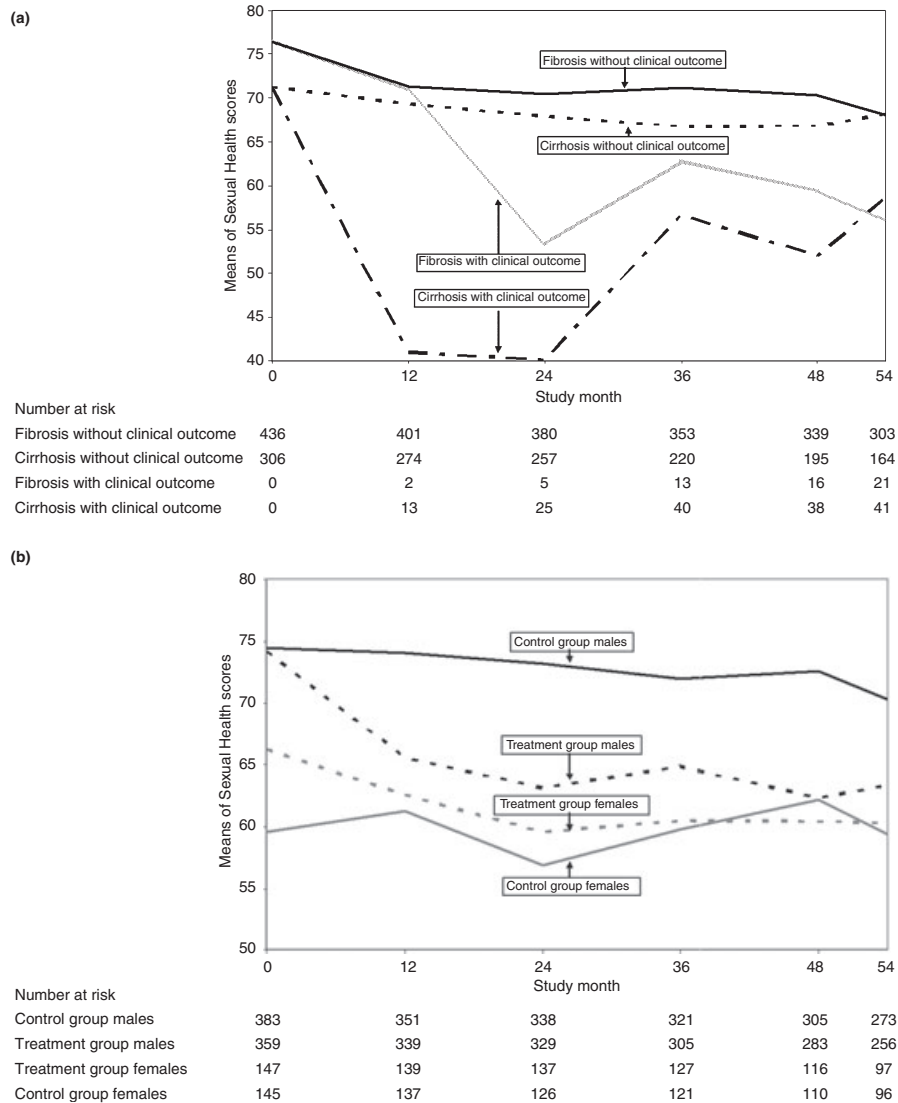 (a)
80
75
70
65
60
55
50
45
40
Means of Sexual Health scores
Fibrosis without clinical outcome
Cirrhosis without clinical outcome
Fibrosis with clinical outcome
Cirrhosis with clinical outcome
0 12 24 36 48 54
Study month
Number at risk
Fibrosis without clinical outcome 436 401 380 353 339 303
Cirrhosis without clinical outcome 306 274 257 220 195 164
Fibrosis with clinical outcome 0 2 5 13 16 21
Cirrhosis with clinical outcome 0 13 25 40 38 41
(b)
80
75
70
65
60
55
50
Means of Sexual Health scores
Control group males
Treatment group males
Treatment group females
Control group females
0 12 24 36 48 54
Study month
Number at risk
Control group males 383 351 338 321 305 273
Treatment group males 359 339 329 305 283 256
Treatment group females 147 139 137 127 116 97
Control group females 145 137 126 121 110 96